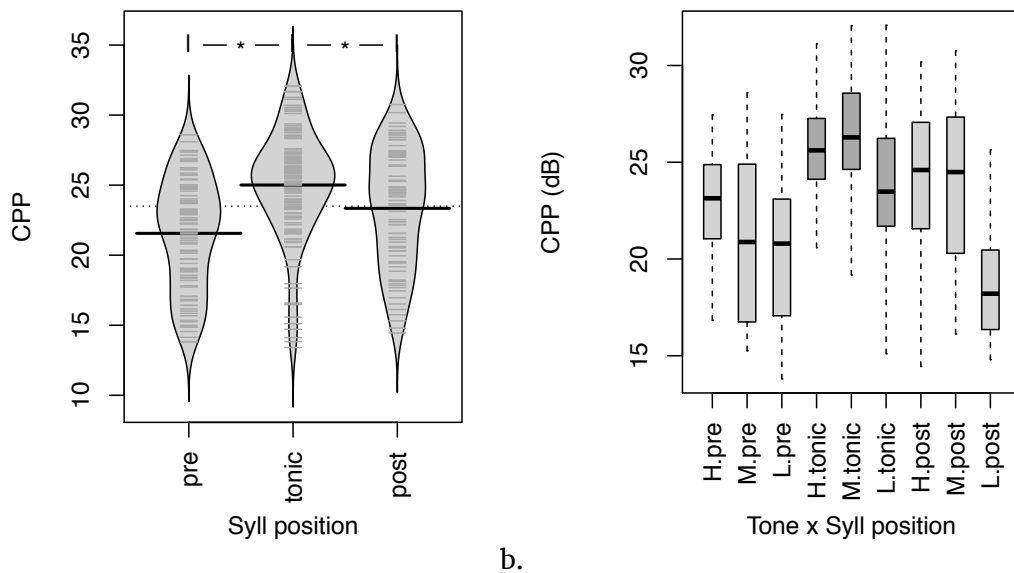 CPP
35
30
25
20
15
10
* *
pre
tonic
post
Syll position
CPP (dB)
30
25
20
15
H.pre
M.pre
L.pre
H.tonic
M.tonic
L.tonic
H.post
M.post
L.post
Tone x Syll position
b.